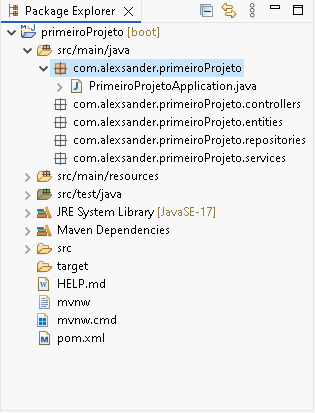 Package Explorer
primeiroProjeto [boot]
src/main/java
com.alexsander.primeiroProjeto
PrimeiroProjetoApplication.java
com.alexsander.primeiroProjeto.controllers
com.alexsander.primeiroProjeto.entities
com.alexsander.primeiroProjeto.repositories
com.alexsander.primeiroProjeto.services
src/main/resources
src/test/java
JRE System Library [JavaSE-17]
Maven Dependencies
src
target
HELP.md
mvnw
mvnw.cmd
pom.xml